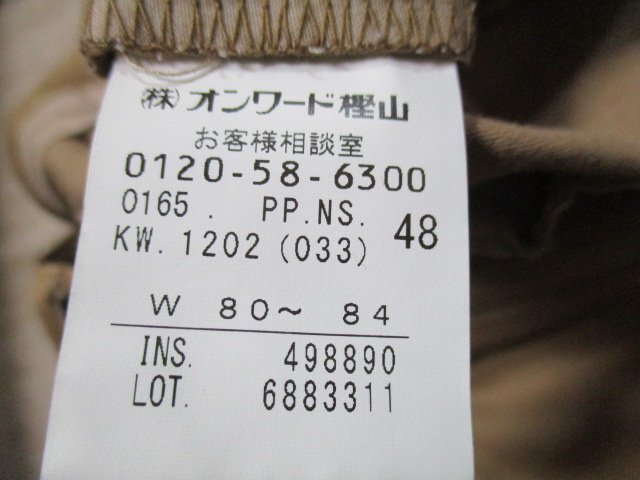 ㈱ オンワード樫山
お客様相談室
0120-58-6300
0165. PP.NS. 48
KW. 1202 (033)
W 80～ 84
INS. 498890
LOT. 6883311